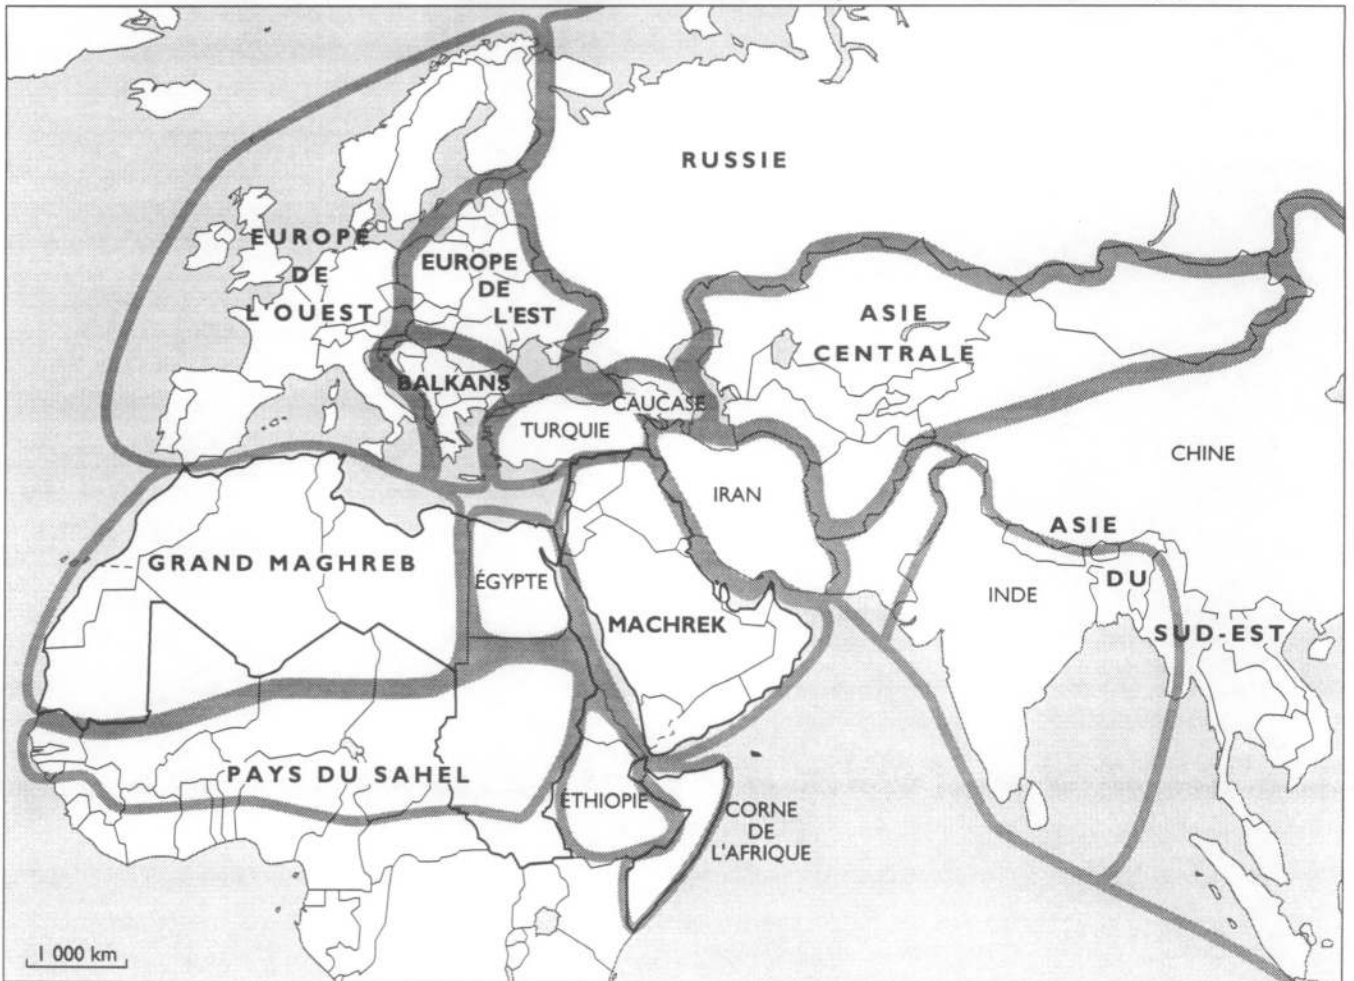 RUSSIE
EUROPE
DE
L'OUEST
EUROPE
DE
L'EST
ASIE
CENTRALE
BALKANS
CAUCASE
TURQUIE
CHINE
IRAN
ASIE
DU
SUD-EST
GRAND MAGHREB
ÉGYPTE
INDE
MACHREK
PAYS DU SAHEL
ÉTHIOPIE
CORNE
DE
L'AFRIQUE
1 000 km